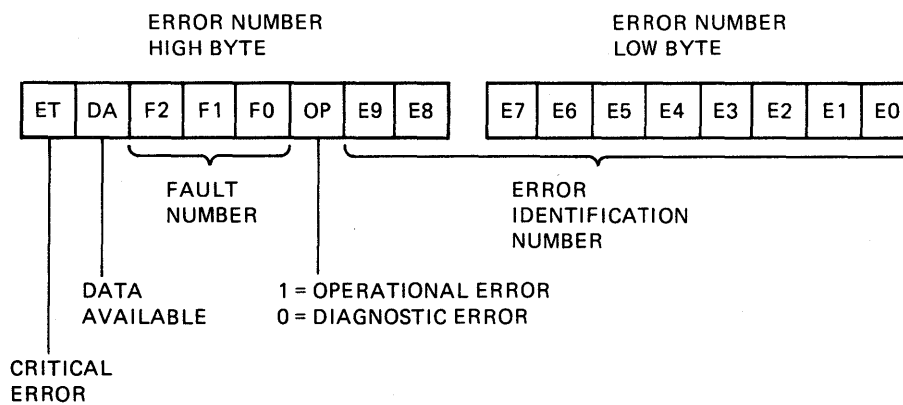 ERROR NUMBER
HIGH BYTE
ERROR NUMBER
LOW BYTE
ET DA F2 F1 F0 OP E9 E8 E7 E6 E5 E4 E3 E2 E1 E0
FAULT
NUMBER
ERROR
IDENTIFICATION
NUMBER
DATA
AVAILABLE
1 = OPERATIONAL ERROR
0 = DIAGNOSTIC ERROR
CRITICAL
ERROR